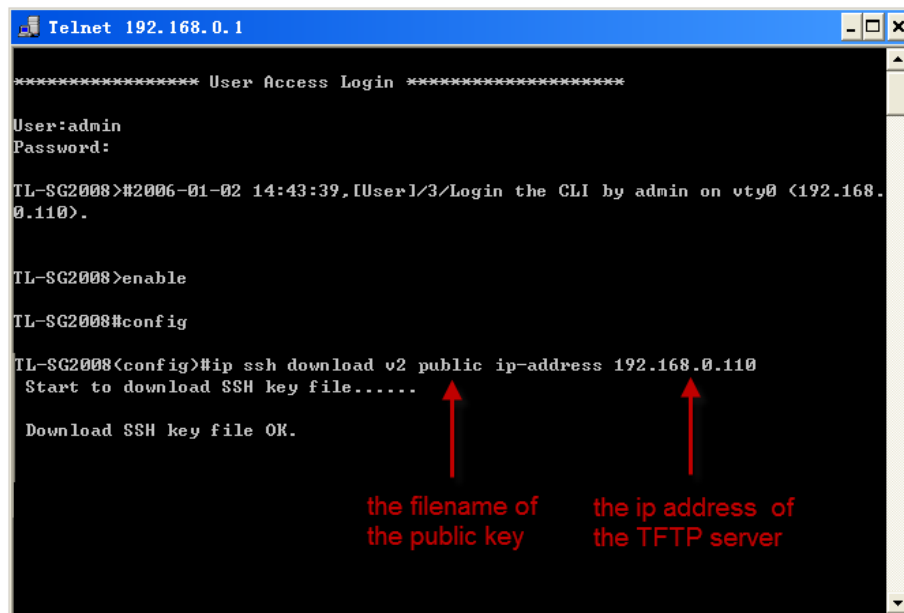 Telnet 192.168.0.1
***************** User Access Login ********************
User:admin
Password:
TL-SG2008>#2006-01-02 14:43:39,[User]/3/Login the CLI by admin on vty0 (192.168.
0.110).
TL-SG2008>enable
TL-SG2008#config
TL-SG2008(config)#ip ssh download v2 public ip-address 192.168.0.110
Start to download SSH key file......
Download SSH key file OK.
the filename of
the public key
the ip address of
the TFTP server